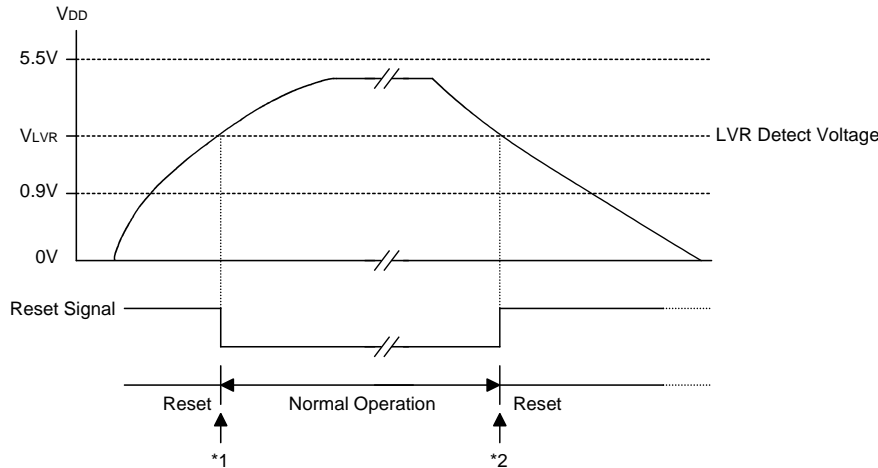 VDD
5.5V
VLVR
LVR Detect Voltage
0.9V
0V
Reset Signal
Reset
Normal Operation
Reset
*1
*2